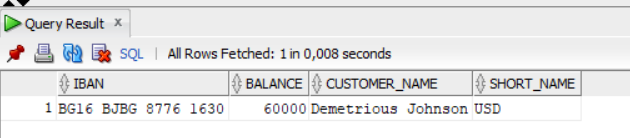 Query Result x
SQL | All Rows Fetched: 1 in 0,008 seconds
IBAN BALANCE CUSTOMER_NAME SHORT_NAME
1 BG16 BJBG 8776 1630 60000 Demetrious Johnson USD